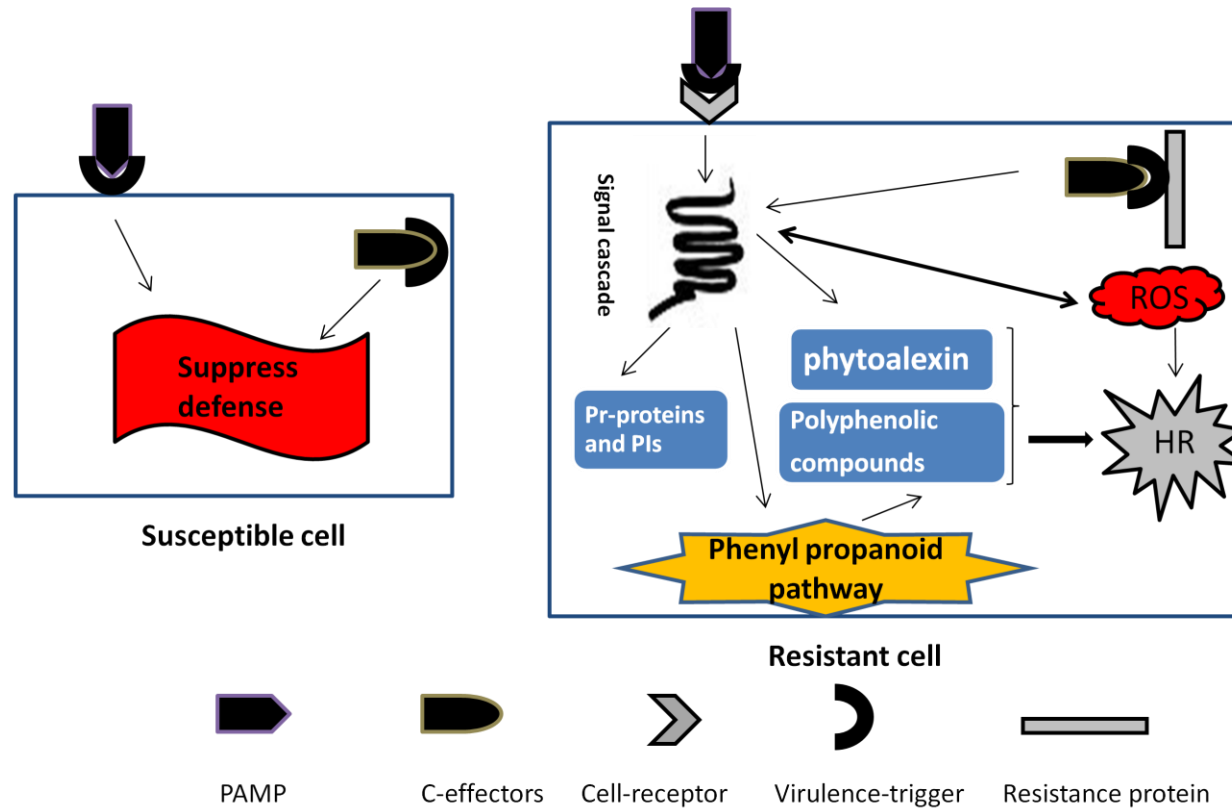 Suppress
defense
Susceptible cell
Signal cascade
ROS
phytoalexin
Pr-proteins
and PIs
Polyphenolic
compounds
HR
Phenyl propanoid
pathway
Resistant cell
PAMP
C-effectors
Cell-receptor
Virulence-trigger
Resistance protein